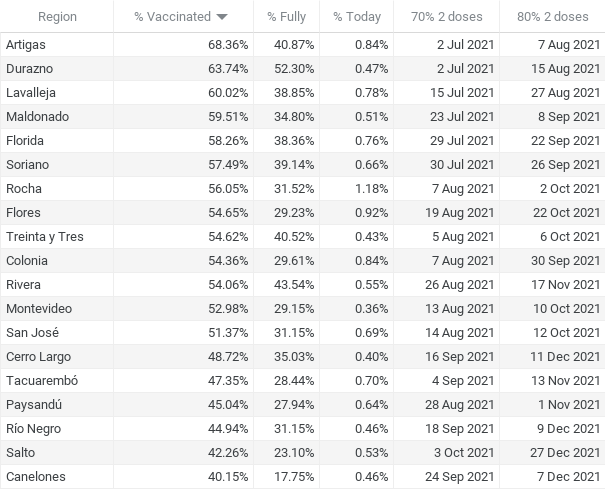 Region % Vaccinated % Fully % Today 70% 2 doses 80% 2 doses
Artigas 68.36% 40.87% 0.84% 2 Jul 2021 7 Aug 2021
Durazno 63.74% 52.30% 0.47% 2 Jul 2021 15 Aug 2021
Lavalleja 60.02% 38.85% 0.78% 15 Jul 2021 27 Aug 2021
Maldonado 59.51% 34.80% 0.51% 23 Jul 2021 8 Sep 2021
Florida 58.26% 38.36% 0.76% 29 Jul 2021 22 Sep 2021
Soriano 57.49% 39.14% 0.66% 30 Jul 2021 26 Sep 2021
Rocha 56.05% 31.52% 1.18% 7 Aug 2021 2 Oct 2021
Flores 54.65% 29.23% 0.92% 19 Aug 2021 22 Oct 2021
Treinta y Tres 54.62% 40.52% 0.43% 5 Aug 2021 6 Oct 2021
Colonia 54.36% 29.61% 0.84% 7 Aug 2021 30 Sep 2021
Rivera 54.06% 43.54% 0.55% 26 Aug 2021 17 Nov 2021
Montevideo 52.98% 29.15% 0.36% 13 Aug 2021 10 Oct 2021
San José 51.37% 31.15% 0.69% 14 Aug 2021 12 Oct 2021
Cerro Largo 48.72% 35.03% 0.40% 16 Sep 2021 11 Dec 2021
Tacuarembó 47.35% 28.44% 0.70% 4 Sep 2021 13 Nov 2021
Paysandú 45.04% 27.94% 0.64% 28 Aug 2021 1 Nov 2021
Río Negro 44.94% 31.15% 0.46% 18 Sep 2021 9 Dec 2021
Salto 42.26% 23.10% 0.53% 3 Oct 2021 27 Dec 2021
Canelones 40.15% 17.75% 0.46% 24 Sep 2021 7 Dec 2021